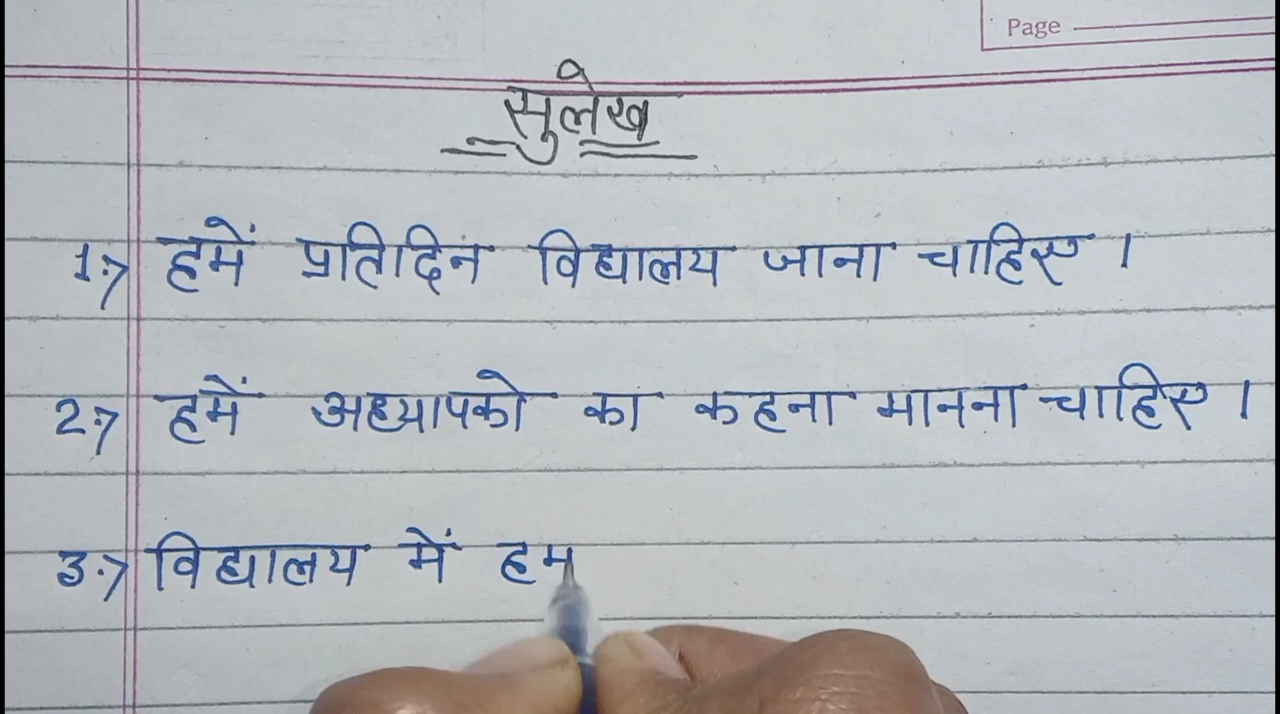 Page
सुलेख
1.→ हमें प्रतिदिन विद्यालय जाना चाहिए ।
2.→ हमें अध्यापको का कहना मानना चाहिए ।
3.→ विद्यालय में हम